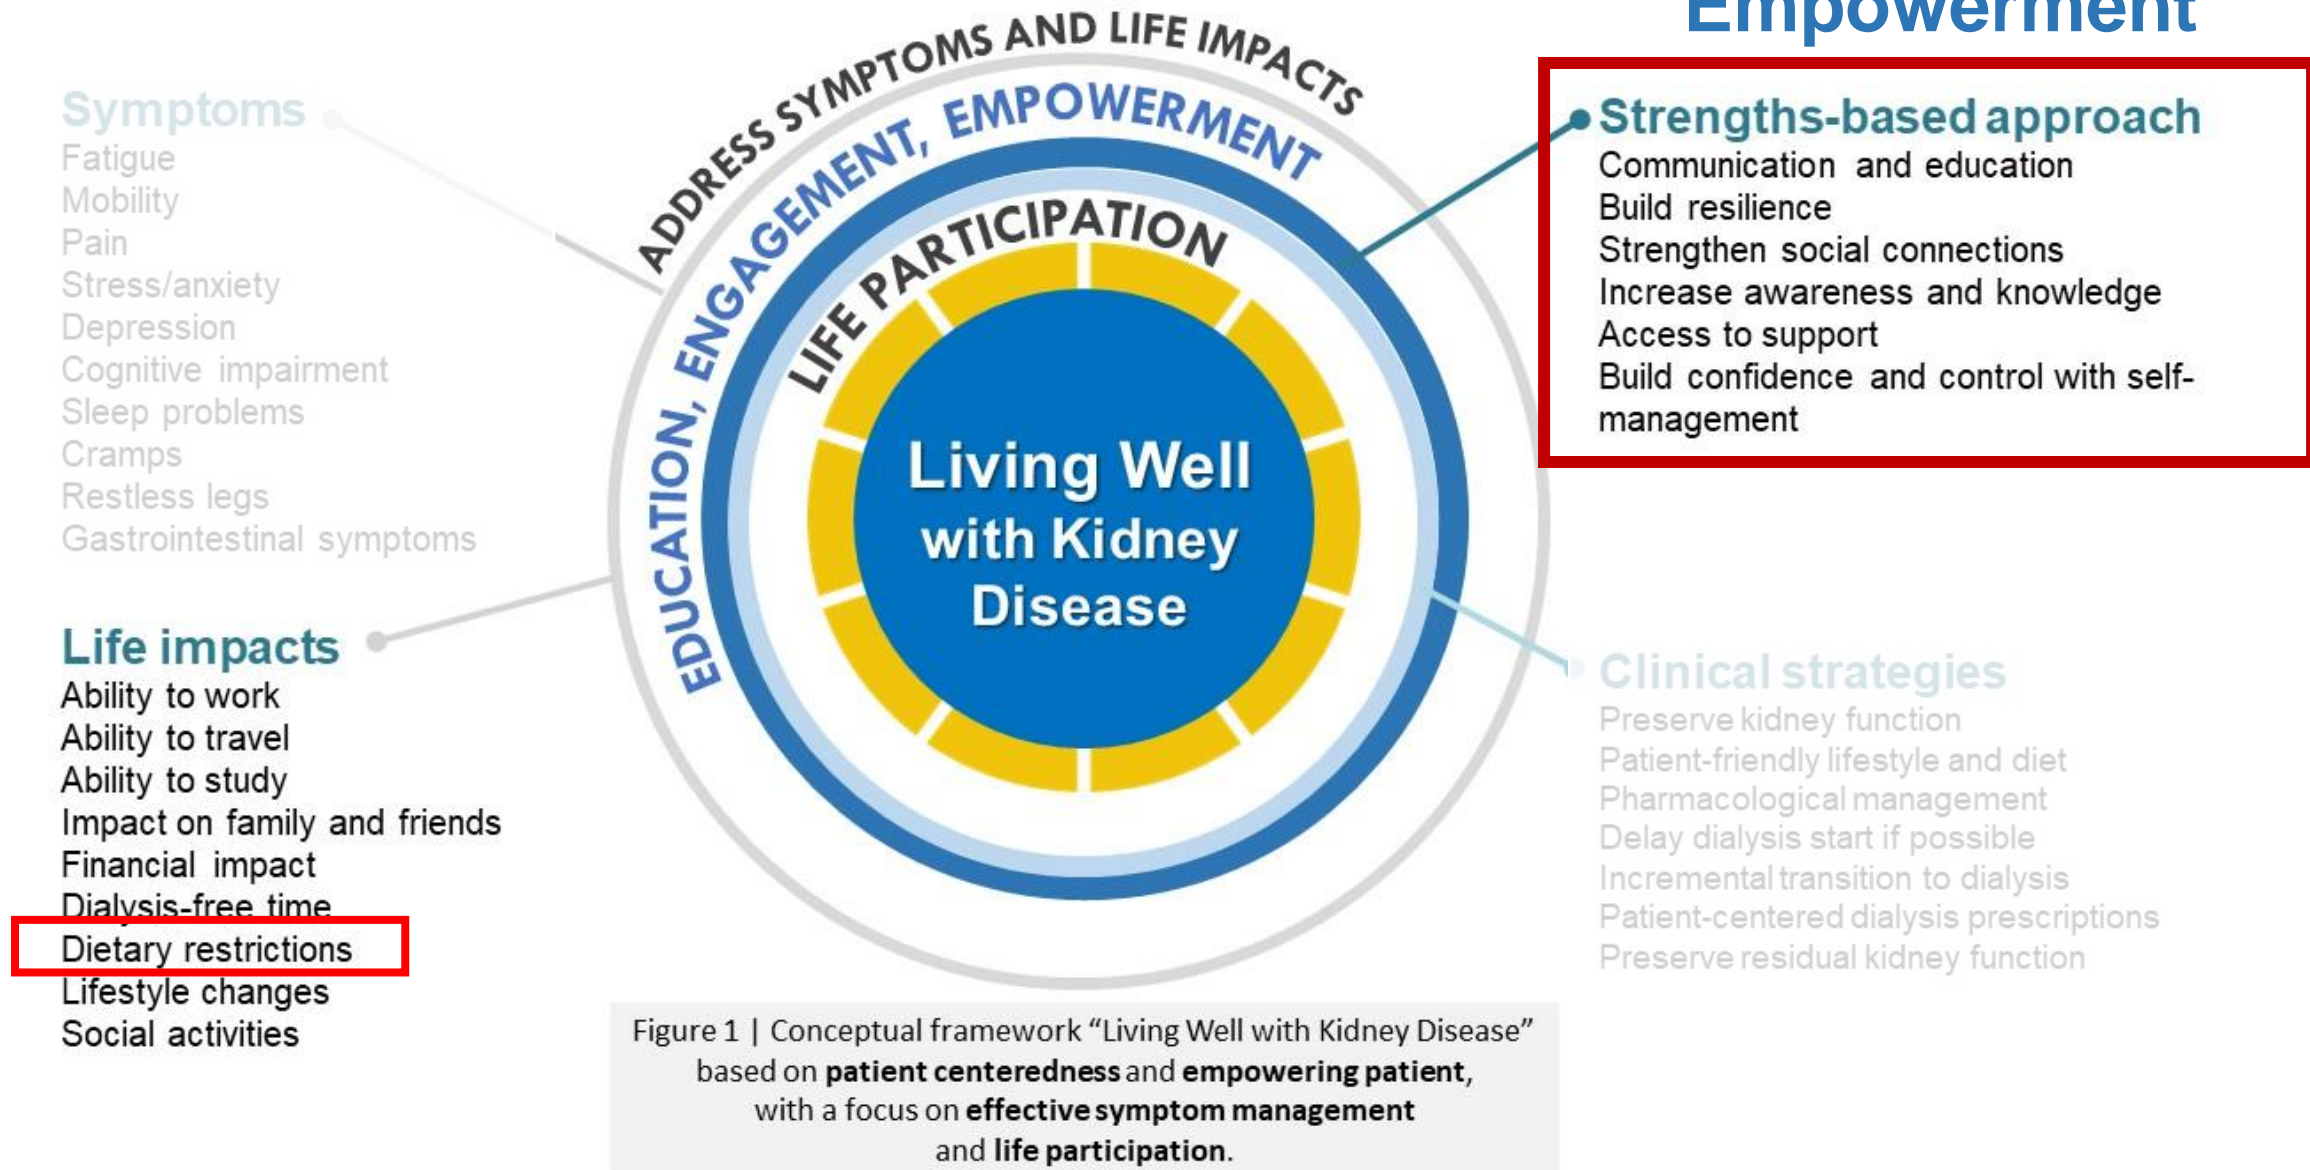 Empowerment
ADDRESS SYMPTOMS AND LIFE IMPACTS
EDUCATION, ENGAGEMENT, EMPOWERMENT
LIFE PARTICIPATION
Living Well
with Kidney
Disease
Symptoms
Fatigue
Mobility
Pain
Stress/anxiety
Depression
Cognitive impairment
Sleep problems
Cramps
Restless legs
Gastrointestinal symptoms
Life impacts
Ability to work
Ability to travel
Ability to study
Impact on family and friends
Financial impact
Dialysis-free time
Dietary restrictions
Lifestyle changes
Social activities
Strengths-based approach
Communication and education
Build resilience
Strengthen social connections
Increase awareness and knowledge
Access to support
Build confidence and control with self-
management
Clinical strategies
Preserve kidney function
Patient-friendly lifestyle and diet
Pharmacological management
Delay dialysis start if possible
Incremental transition to dialysis
Patient-centered dialysis prescriptions
Preserve residual kidney function
Figure 1 | Conceptual framework “Living Well with Kidney Disease”
based on patient centeredness and empowering patient,
with a focus on effective symptom management
and life participation.